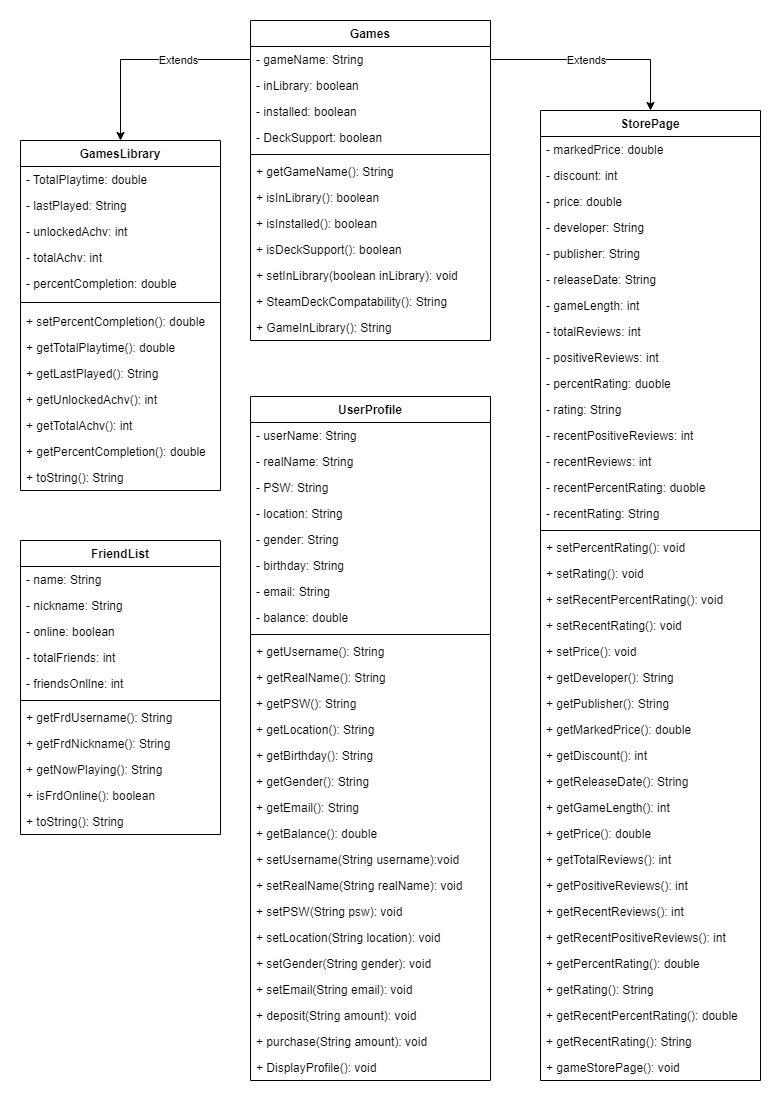 Games
- gameName: String
- inLibrary: boolean
- installed: boolean
- DeckSupport: boolean
+ getGameName(): String
+ isInLibrary(): boolean
+ isInstalled(): boolean
+ isDeckSupport(): boolean
+ setInLibrary(boolean inLibrary): void
+ SteamDeckCompatability(): String
+ GameInLibrary(): String
Extends
Extends
GamesLibrary
- TotalPlaytime: double
- lastPlayed: String
- unlockedAchv: int
- totalAchv: int
- percentCompletion: double
+ setPercentCompletion(): double
+ getTotalPlaytime(): double
+ getLastPlayed(): String
+ getUnlockedAchv(): int
+ getTotalAchv(): int
+ getPercentCompletion(): double
+ toString(): String
FriendList
- name: String
- nickname: String
- online: boolean
- totalFriends: int
- friendsOnlIne: int
+ getFrdUsername(): String
+ getFrdNickname(): String
+ getNowPlaying(): String
+ isFrdOnline(): boolean
+ toString(): String
UserProfile
- userName: String
- realName: String
- PSW: String
- location: String
- gender: String
- birthday: String
- email: String
- balance: double
+ getUsername(): String
+ getRealName(): String
+ getPSW(): String
+ getLocation(): String
+ getBirthday(): String
+ getGender(): String
+ getEmail(): String
+ getBalance(): double
+ setUsername(String username):void
+ setRealName(String realName): void
+ setPSW(String psw): void
+ setLocation(String location): void
+ setGender(String gender): void
+ setEmail(String email): void
+ deposit(String amount): void
+ purchase(String amount): void
+ DisplayProfile(): void
StorePage
- markedPrice: double
- discount: int
- price: double
- developer: String
- publisher: String
- releaseDate: String
- gameLength: int
- totalReviews: int
- positiveReviews: int
- percentRating: duoble
- rating: String
- recentPositiveReviews: int
- recentReviews: int
- recentPercentRating: duoble
- recentRating: String
+ setPercentRating(): void
+ setRating(): void
+ setRecentPercentRating(): void
+ setRecentRating(): void
+ setPrice(): void
+ getDeveloper(): String
+ getPublisher(): String
+ getMarkedPrice(): double
+ getDiscount(): int
+ getReleaseDate(): String
+ getGameLength(): int
+ getPrice(): double
+ getTotalReviews(): int
+ getPositiveReviews(): int
+ getRecentReviews(): int
+ getRecentPositiveReviews(): int
+ getPercentRating(): double
+ getRating(): String
+ getRecentPercentRating(): double
+ getRecentRating(): String
+ gameStorePage(): void